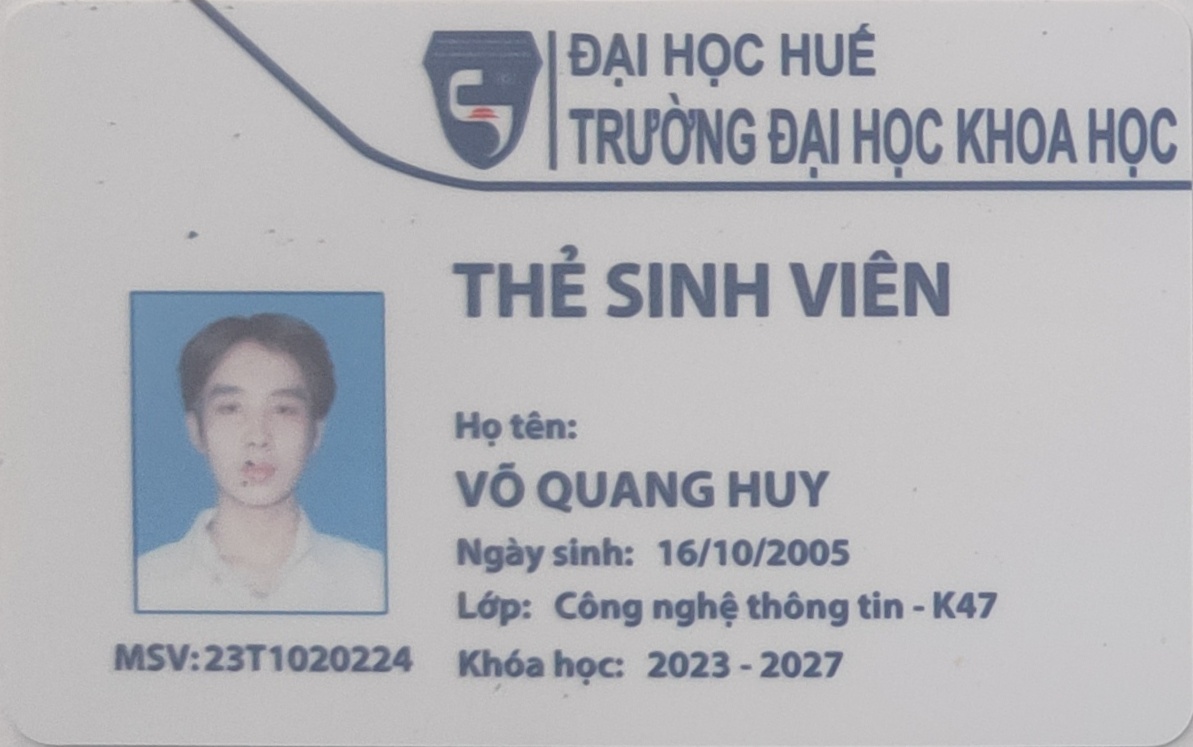 ĐẠI HỌC HUẾ
TRƯỜNG ĐẠI HỌC KHOA HỌC
THẺ SINH VIÊN
Họ tên:
VÕ QUANG HUY
Ngày sinh: 16/10/2005
Lớp: Công nghệ thông tin - K47
Khóa học: 2023 - 2027
MSV:23T1020224